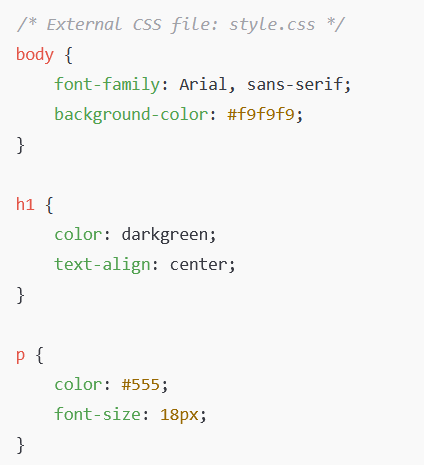 /* External CSS file: style.css */
body {
    font-family: Arial, sans-serif;
    background-color: #f9f9f9;
}

h1 {
    color: darkgreen;
    text-align: center;
}

p {
    color: #555;
    font-size: 18px;
}